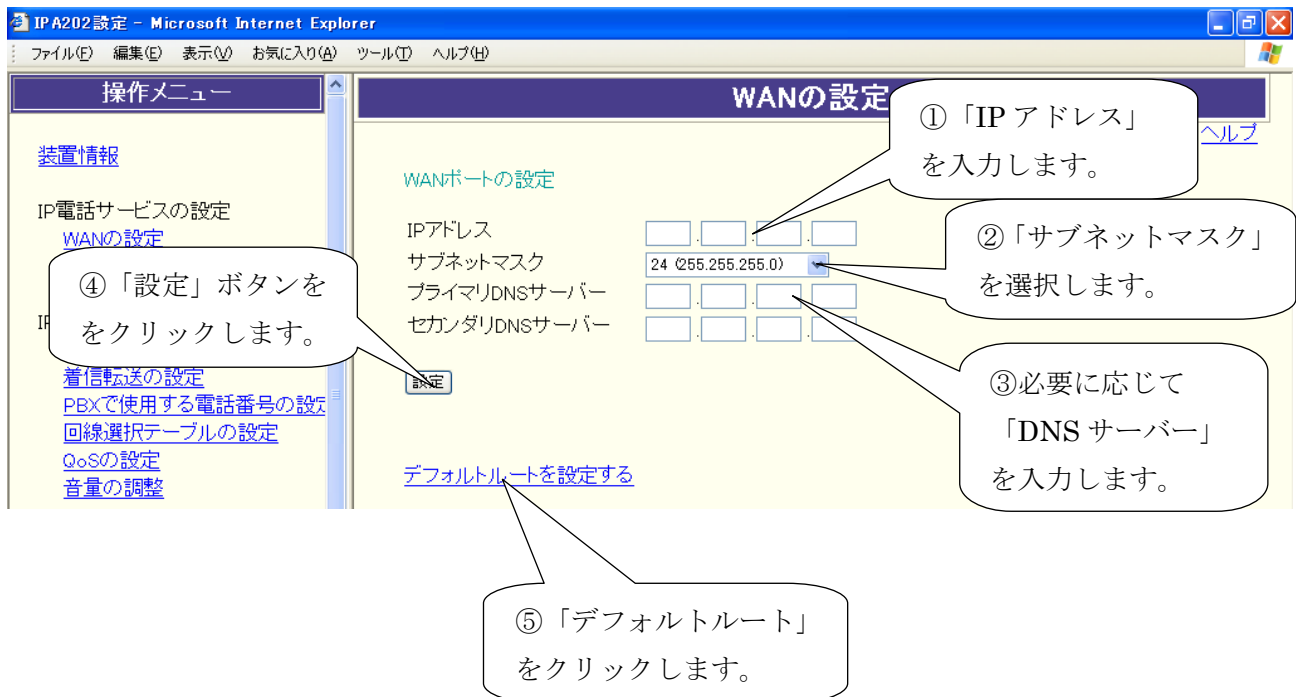 IPA202設定 - Microsoft Internet Explorer
ファイル(F) 編集(E) 表示(V) お気に入り(A) ツール(T) ヘルプ(H)
操作メニュー
装置情報
IP電話サービスの設定
WANの設定
着信転送の設定
PBXで使用する電話番号の設定
回線選択テーブルの設定
QoSの設定
音量の調整
WANの設定
ヘルプ
WANポートの設定
IPアドレス
サブネットマスク
24 (255.255.255.0)
プライマリDNSサーバー
セカンダリDNSサーバー
設定
デフォルトルートを設定する
①「IP アドレス」
を入力します。
②「サブネットマスク」
を選択します。
③必要に応じて
「DNS サーバー」
を入力します。
④「設定」ボタンを
をクリックします。
⑤「デフォルトルート」
をクリックします。